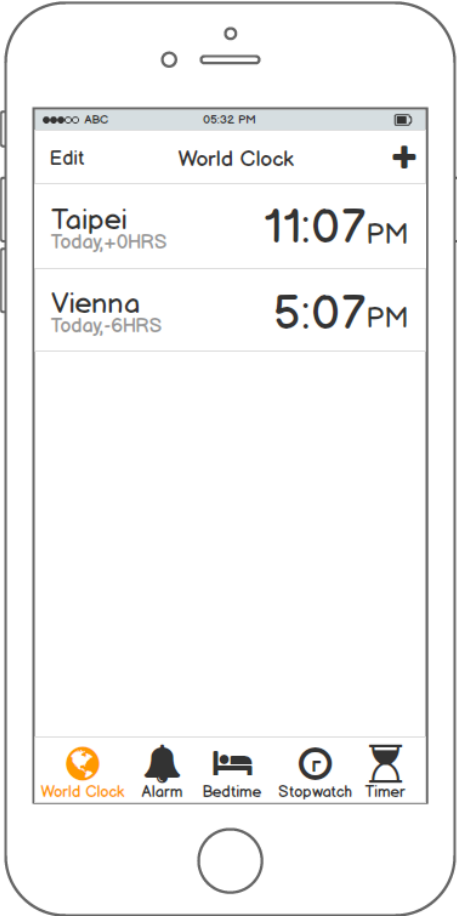 ABC 05:32 PM
Edit World Clock +
Taipei 11:07PM
Today,+0HRS
Vienna 5:07PM
Today,-6HRS
r
World Clock Alarm Bedtime Stopwatch Timer